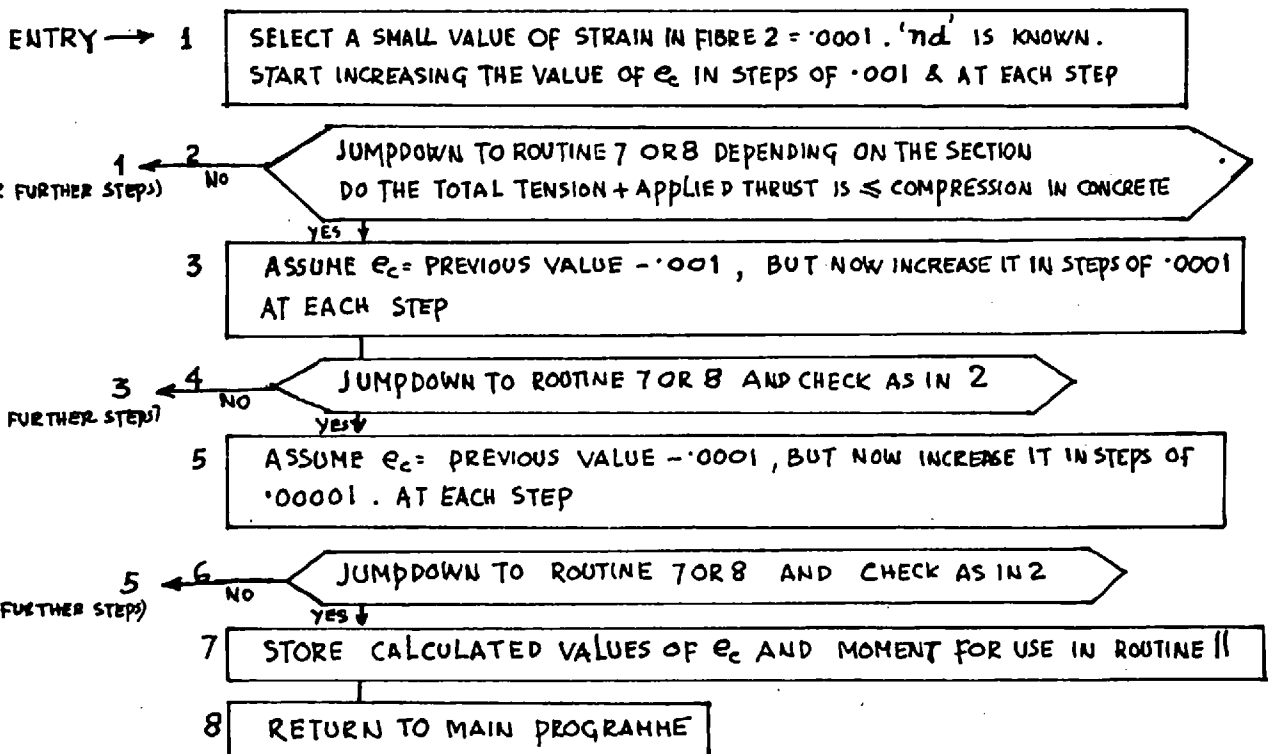 ENTRY → 1
SELECT A SMALL VALUE OF STRAIN IN FIBRE 2 = ·0001. 'nd' IS KNOWN.
START INCREASING THE VALUE OF ec IN STEPS OF ·001 & AT EACH STEP
2
JUMPDOWN TO ROUTINE 7 OR 8 DEPENDING ON THE SECTION
DO THE TOTAL TENSION + APPLIED THRUST IS ⩽ COMPRESSION IN CONCRETE
1
NO
FURTHER STEPS)
YES
3
ASSUME ec = PREVIOUS VALUE -·001, BUT NOW INCREASE IT IN STEPS OF ·0001
AT EACH STEP
4
JUMPDOWN TO ROUTINE 7 OR 8 AND CHECK AS IN 2
3
NO
FURTHER STEPS)
YES
5
ASSUME ec = PREVIOUS VALUE -·0001, BUT NOW INCREASE IT IN STEPS OF
·00001. AT EACH STEP
6
JUMPDOWN TO ROUTINE 7 OR 8 AND CHECK AS IN 2
5
NO
FURTHER STEPS)
YES
7
STORE CALCULATED VALUES OF ec AND MOMENT FOR USE IN ROUTINE 11
8
RETURN TO MAIN PROGRAMME